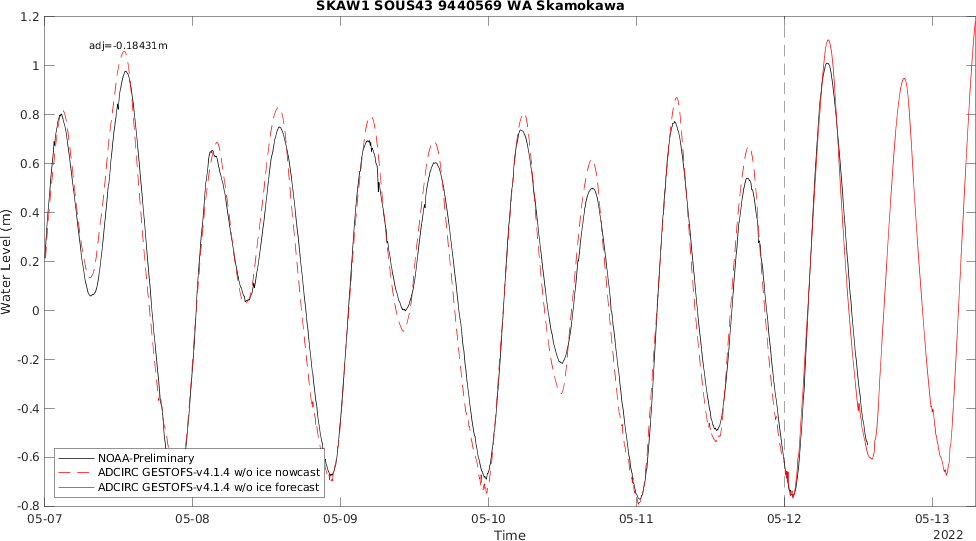 SKAW1 SOUS43 9440569 WA Skamokawa
adj=-0.18431m
1.2
1
0.8
0.6
0.4
0.2
0
-0.2
-0.4
-0.6
-0.8
Water Level (m)
NOAA-Preliminary
ADCIRC GESTOFS-v4.1.4 w/o ice nowcast
ADCIRC GESTOFS-v4.1.4 w/o ice forecast
05-07 05-08 05-09 05-10 05-11 05-12 05-13
Time
2022